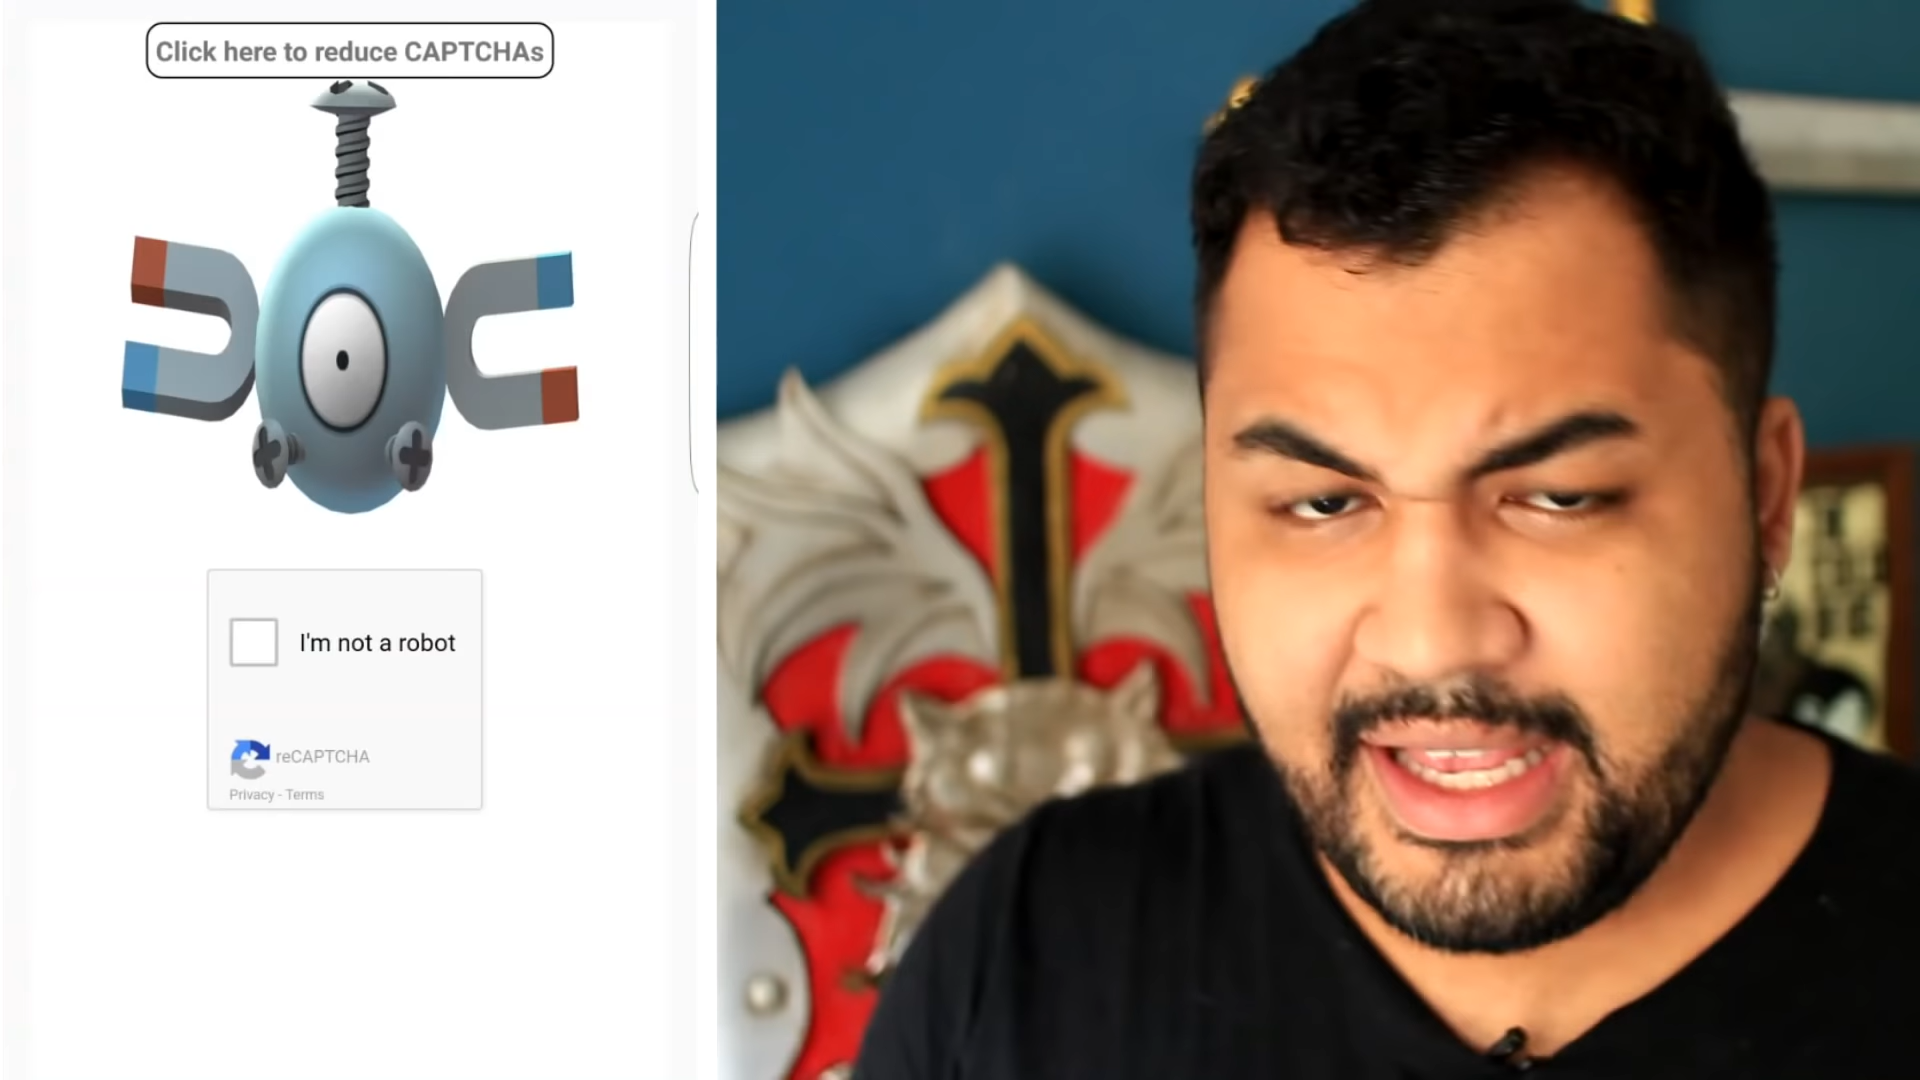 Click here to reduce CAPTCHAs
I'm not a robot
reCAPTCHA
Privacy - Terms